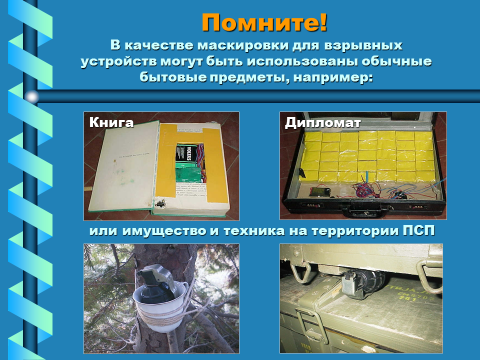 Помните!
В качестве маскировки для взрывных
устройств могут быть использованы обычные
бытовые предметы, например:
Книга
Дипломат
или имущество и техника на территории ПСП